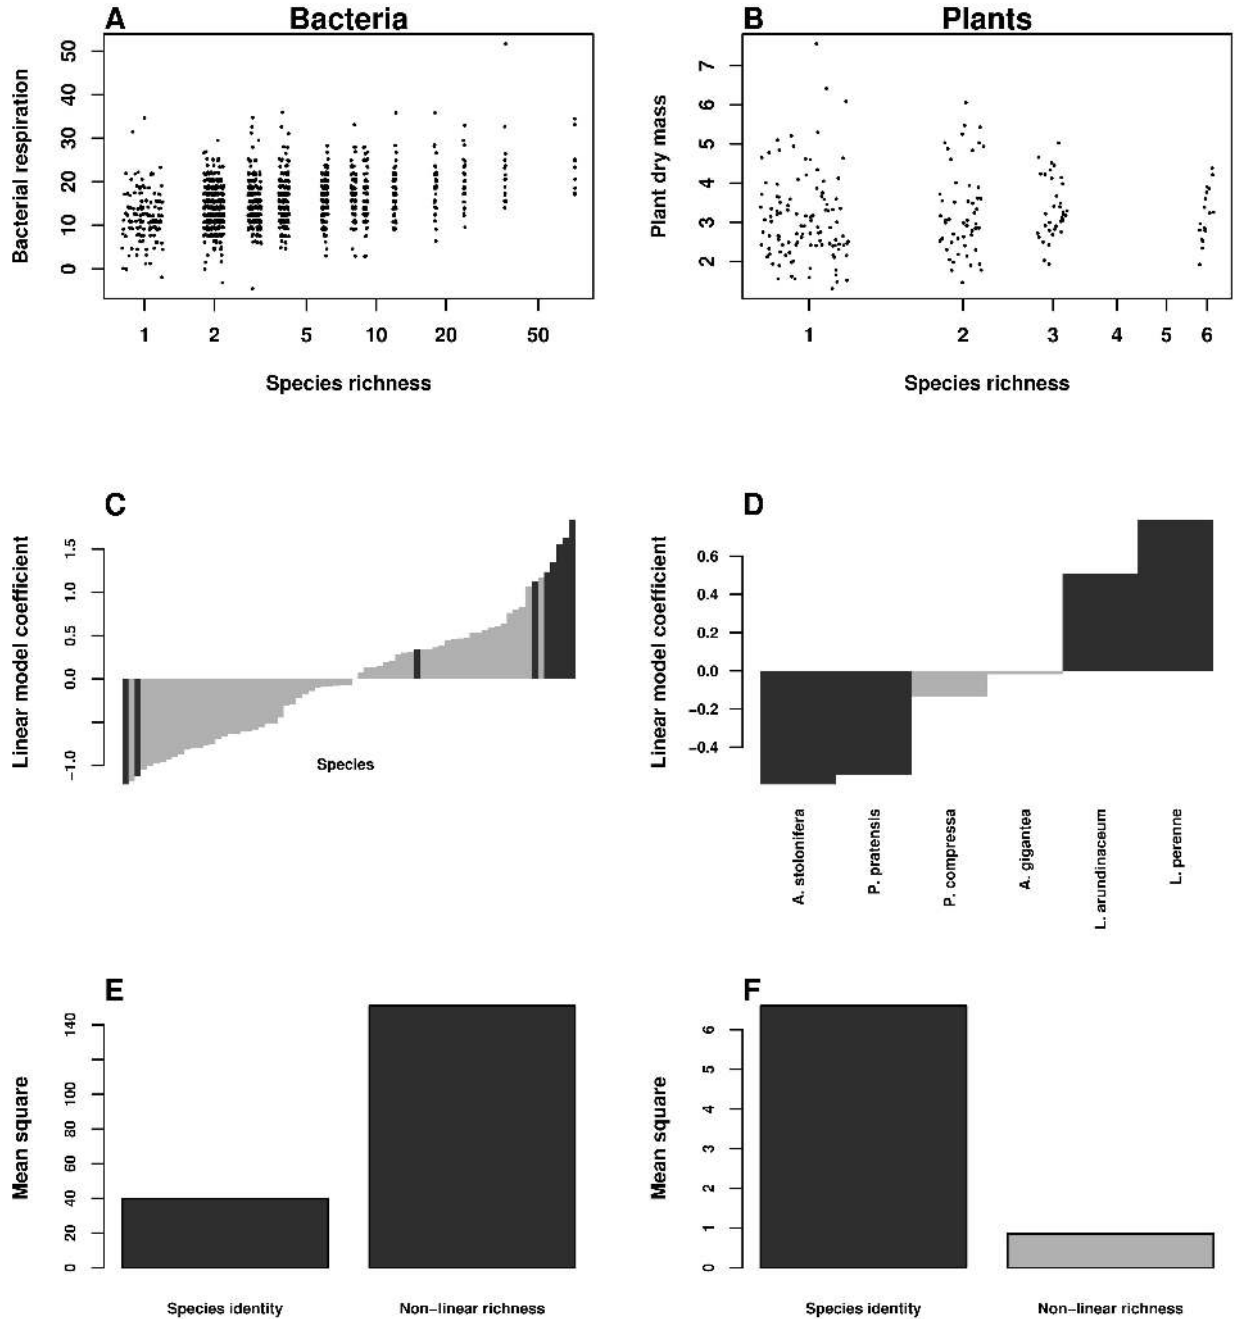 A Bacteria
Bacterial respiration
50
40
30
20
10
0
1 2 5 10 20 50
Species richness
B Plants
Plant dry mass
7
6
5
4
3
2
1 2 3 4 5 6
Species richness
C
Linear model coefficient
1.5
1.0
0.5
0.0
−1.0
Species
D
Linear model coefficient
0.6
0.4
0.2
0.0
−0.2
−0.4
A. stolonifera
P. pratensis
P. compressa
A. gigantea
L. arundinaceum
L. perenne
E
Mean square
140
100
80
60
40
20
0
Species identity Non−linear richness
F
Mean square
6
5
4
3
2
1
0
Species identity Non−linear richness